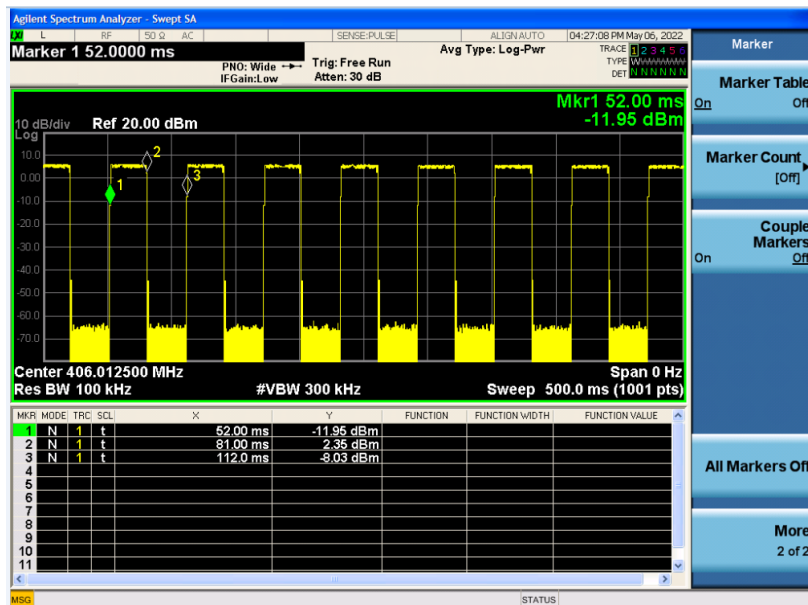 Agilent Spectrum Analyzer - Swept SA
L RF 50 Ω AC SENSE:PULSE ALIGN AUTO 04:27:08 PM May 06, 2022
Marker 1 52.0000 ms
PNO: Wide Trig: Free Run Avg Type: Log-Pwr TRACE 1 2 3 4 5 6
IFGain:Low Atten: 30 dB TYPE W
DET N N N N N N
Mkr1 52.00 ms
-11.95 dBm
10 dB/div Ref 20.00 dBm
Log
10.0
0.00
-10.0
-20.0
-30.0
-40.0
-50.0
-60.0
-70.0
1
2
3
Center 406.012500 MHz Span 0 Hz
Res BW 100 kHz #VBW 300 kHz Sweep 500.0 ms (1001 pts)
MKR MODE TRC SCL X Y FUNCTION FUNCTION WIDTH FUNCTION VALUE
1 N 1 t 52.00 ms -11.95 dBm
2 N 1 t 81.00 ms 2.35 dBm
3 N 1 t 112.0 ms -8.03 dBm
4
5
6
7
8
9
10
11
MSG STATUS
Marker
Marker Table
On Off
Marker Count
[Off]
Couple
Markers
On Off
All Markers Off
More
2 of 2